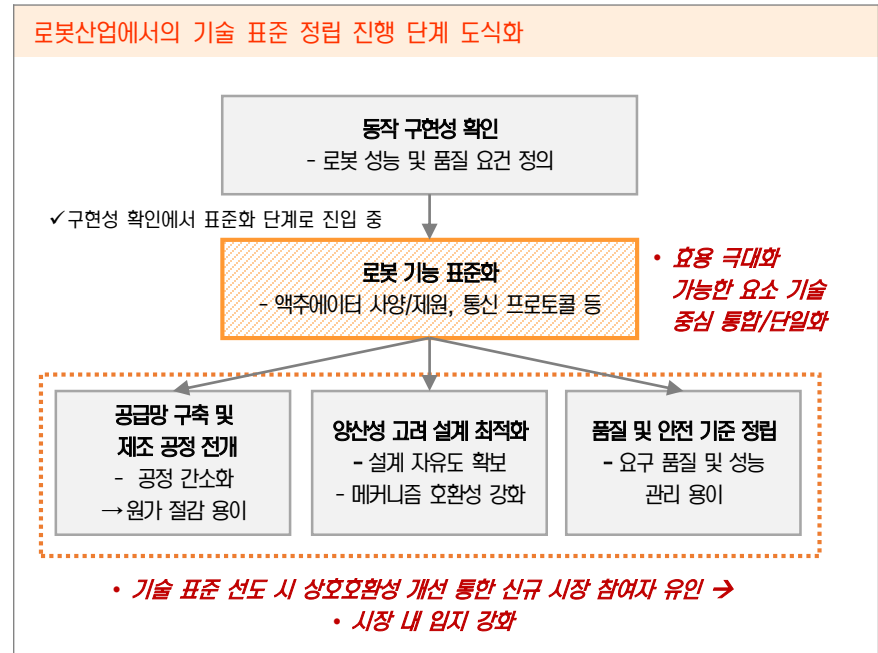 로봇산업에서의 기술 표준 정립 진행 단계 도식화
동작 구현성 확인
- 로봇 성능 및 품질 요건 정의
✓구현성 확인에서 표준화 단계로 진입 중
로봇 기능 표준화
- 액추에이터 사양/제원, 통신 프로토콜 등
• 효용 극대화
가능한 요소 기술
중심 통합/단일화
공급망 구축 및
제조 공정 전개
- 공정 간소화
→원가 절감 용이
양산성 고려 설계 최적화
- 설계 자유도 확보
- 메커니즘 호환성 강화
품질 및 안전 기준 정립
- 요구 품질 및 성능
관리 용이
• 기술 표준 선도 시 상호호환성 개선 통한 신규 시장 참여자 유인 →
• 시장 내 입지 강화